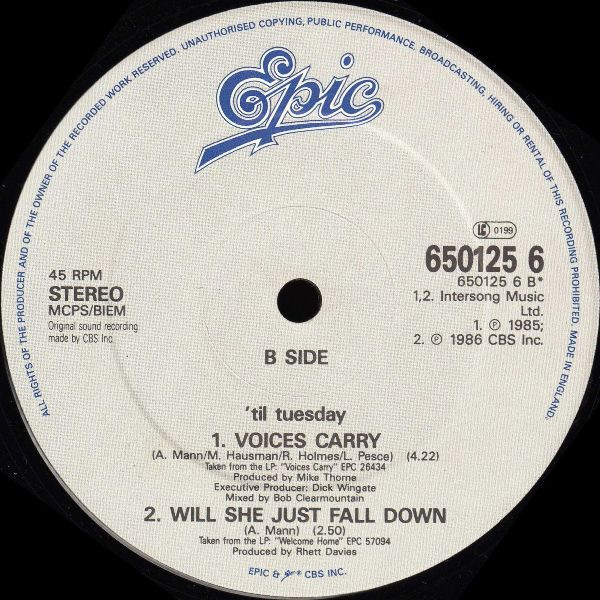 ALL RIGHTS OF THE PRODUCER AND OF THE OWNER OF THE RECORDED WORK RESERVED. UNAUTHORISED COPYING, PUBLIC PERFORMANCE, BROADCASTING, HIRING OR RENTAL OF THIS RECORDING PROHIBITED. MADE IN ENGLAND.
Epic
LC 0199
45 RPM
STEREO
MCPS/BIEM
Original sound recording
made by CBS Inc.
650125 6
650125 6 B*
1,2. Intersong Music
Ltd.
1. ℗ 1985;
2. ℗ 1986 CBS Inc.
B SIDE
'til tuesday
1. VOICES CARRY
(A. Mann/M. Hausman/R. Holmes/L. Pesce) (4.22)
Taken from the LP: "Voices Carry" EPC 26434
Produced by Mike Thorne
Executive Producer: Dick Wingate
Mixed by Bob Clearmountain
2. WILL SHE JUST FALL DOWN
(A. Mann) (2.50)
Taken from the LP: "Welcome Home" EPC 57094
Produced by Rhett Davies
EPIC & Epic ® CBS INC.